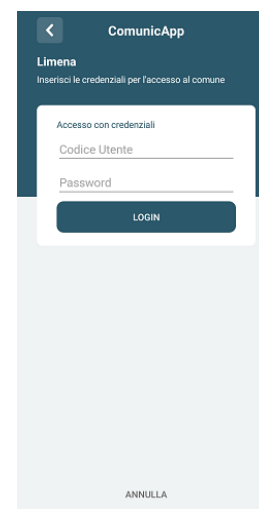 ComunicApp
Limena
Inserisci le credenziali per l'accesso al comune
Accesso con credenziali
Codice Utente
Password
LOGIN
ANNULLA